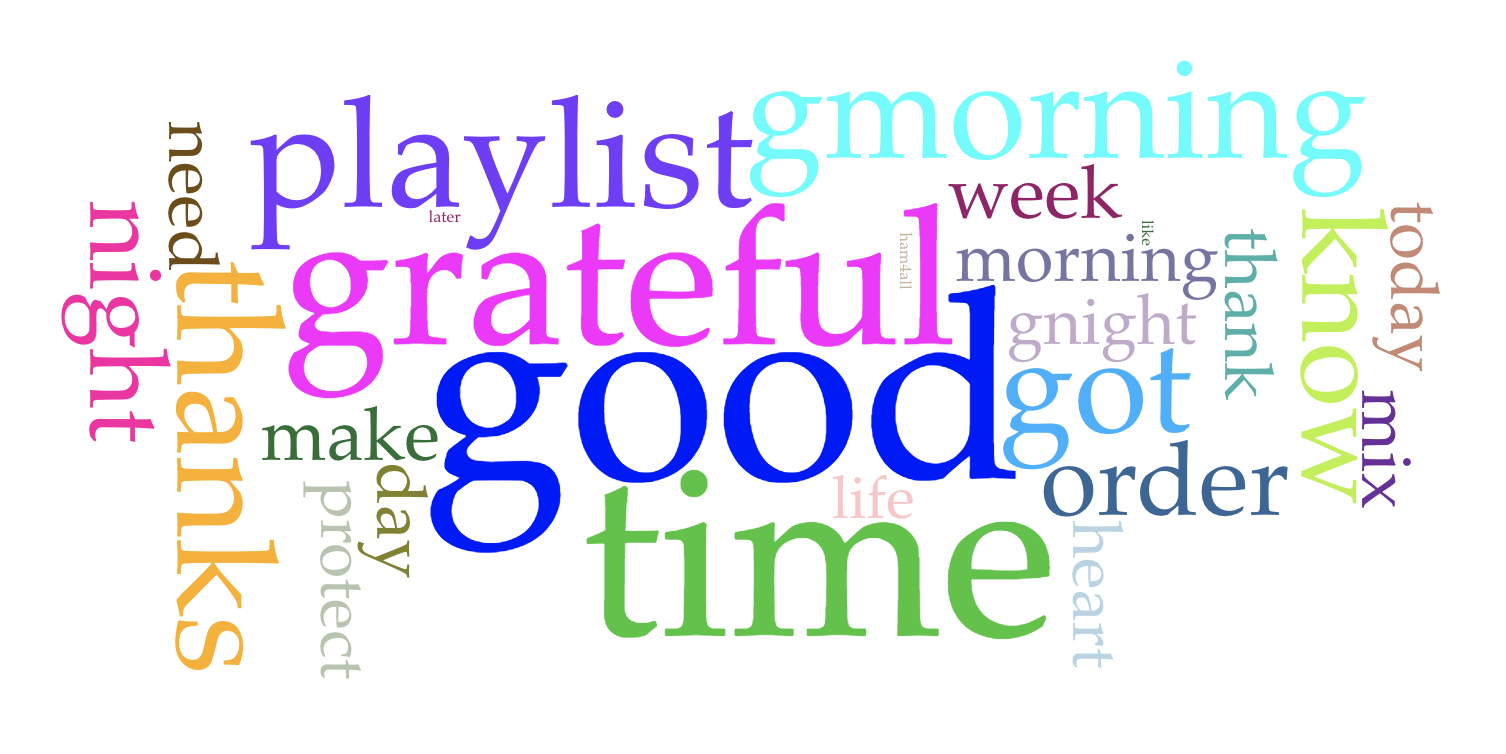 playlist
gmorning
need
week
night
later
grateful
ham4all
like
morning
thank
know
today
thanks
gnight
good
got
mix
make
day
order
life
protect
time
heart